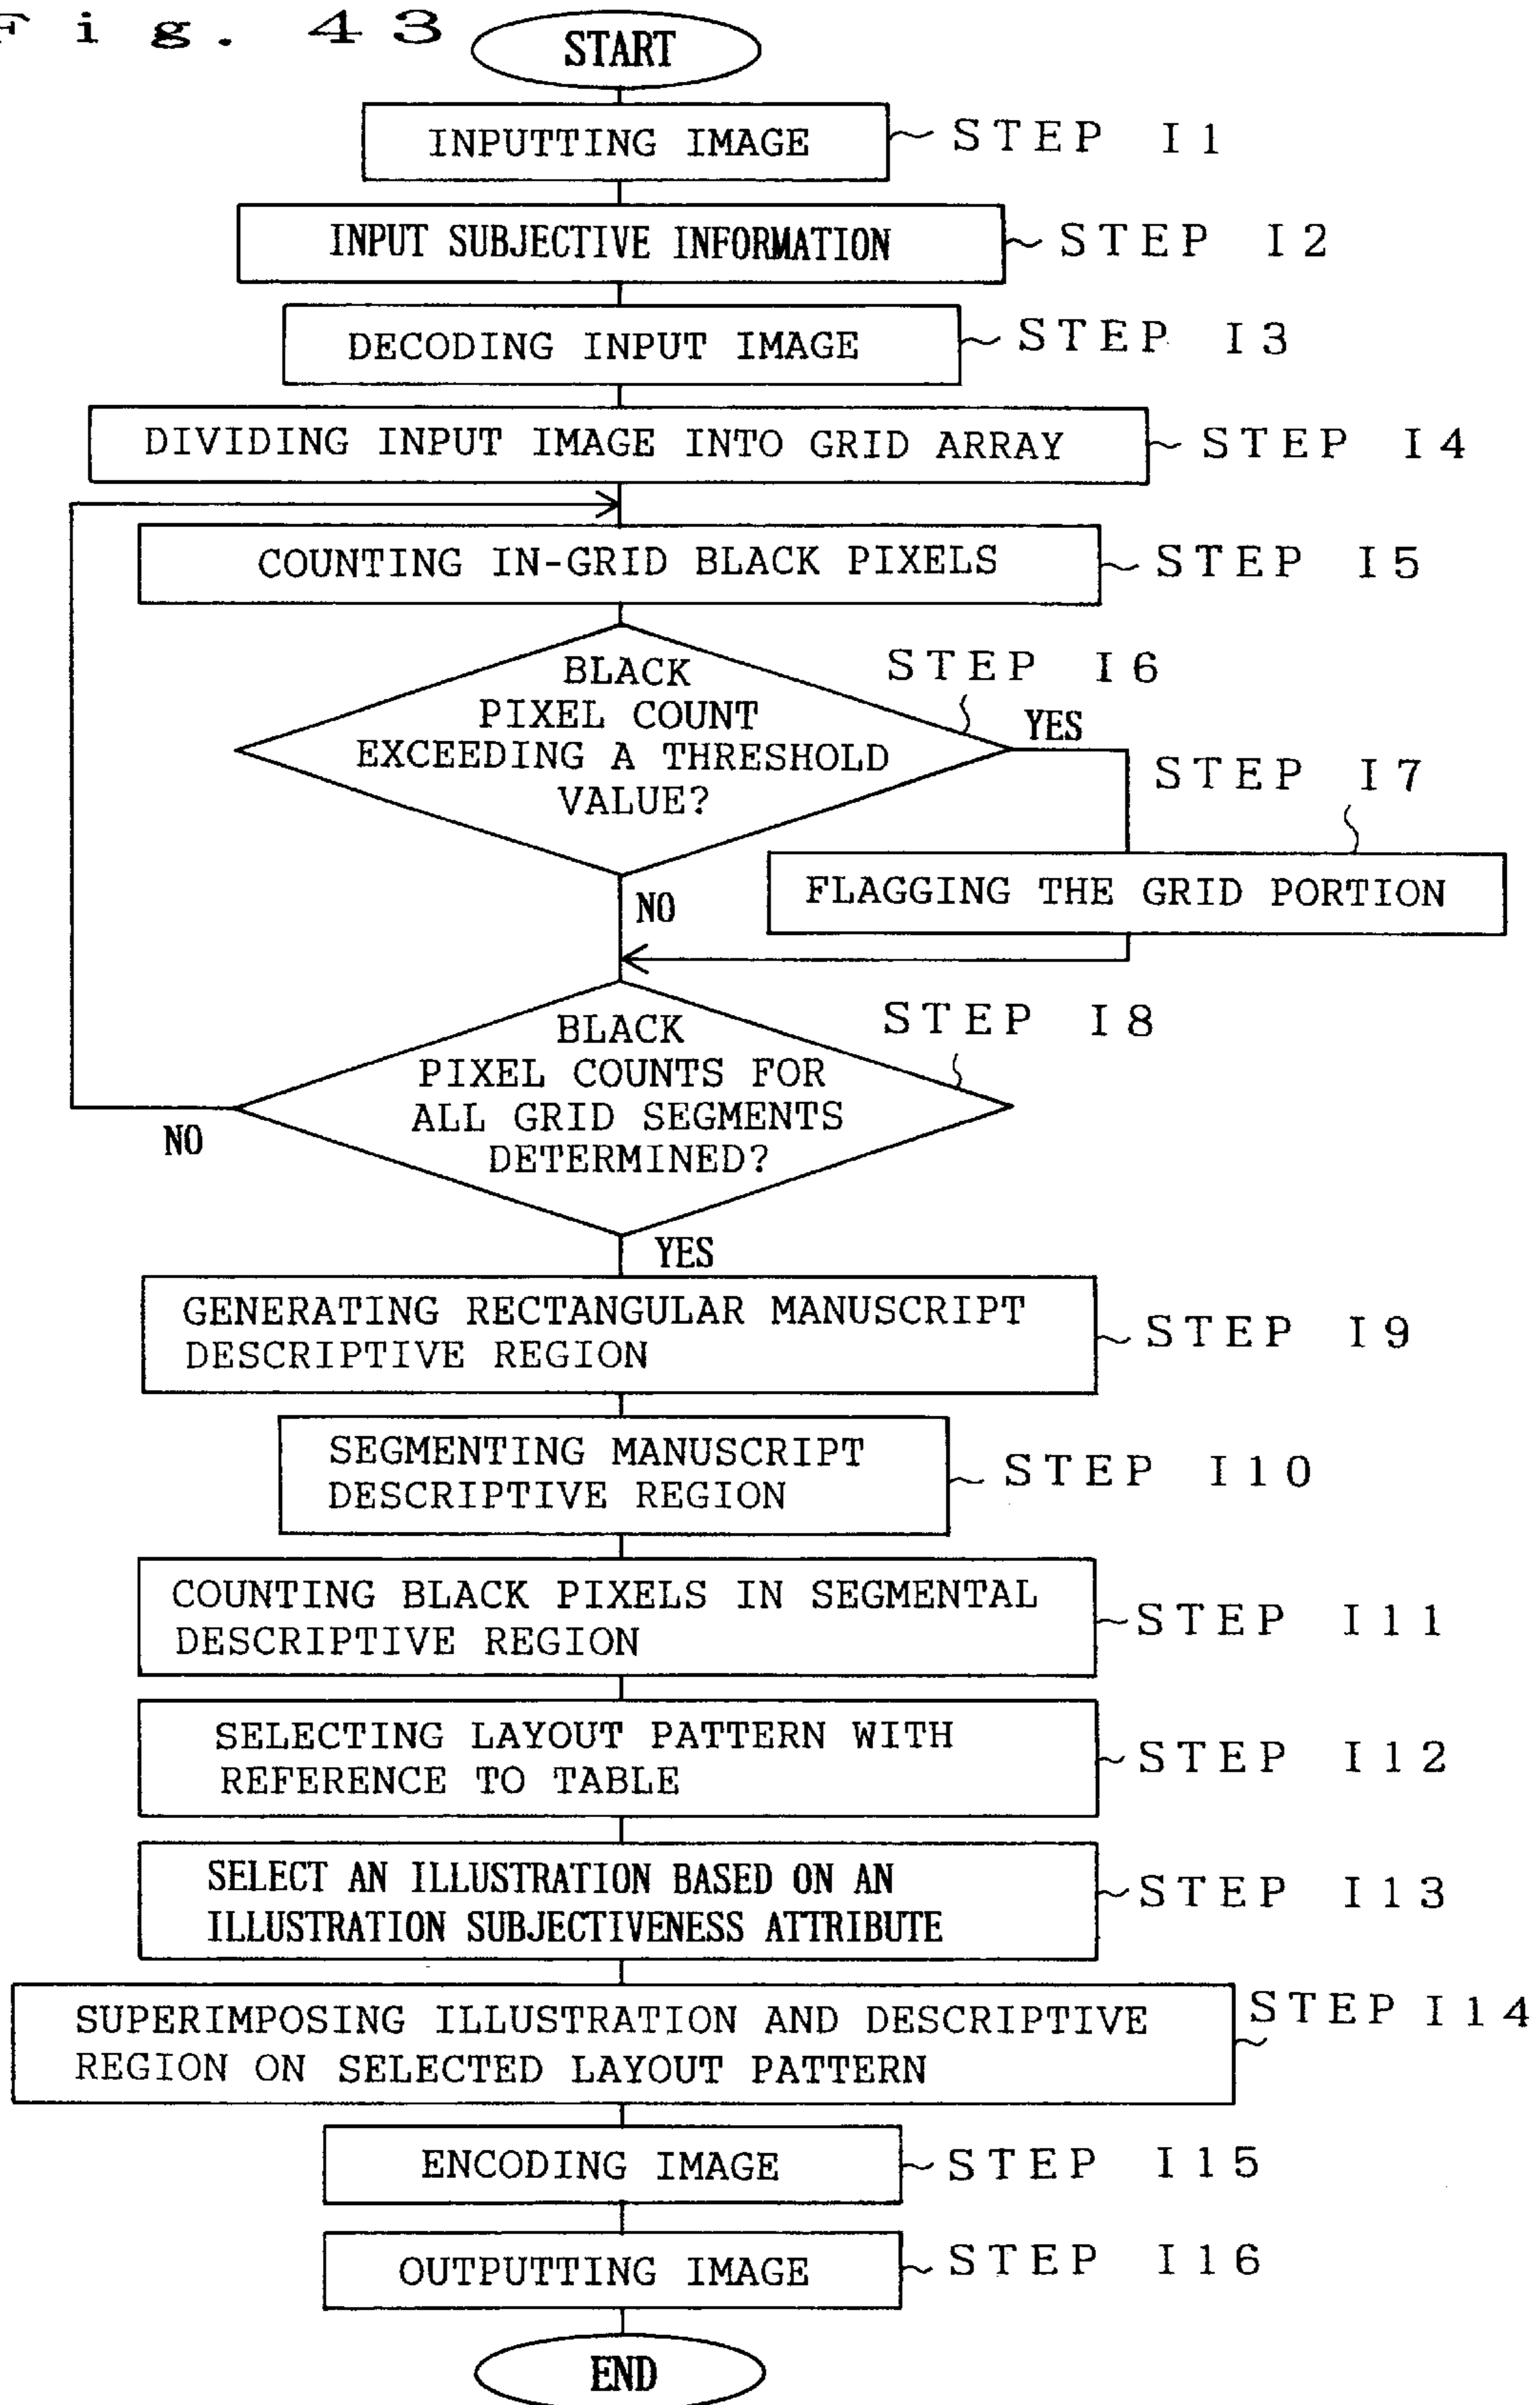 Fig. 43
START
INPUTTING IMAGE
STEP I1
INPUT SUBJECTIVE INFORMATION
STEP I2
DECODING INPUT IMAGE
STEP I3
DIVIDING INPUT IMAGE INTO GRID ARRAY
STEP I4
COUNTING IN-GRID BLACK PIXELS
STEP I5
BLACK
PIXEL COUNT
EXCEEDING A THRESHOLD
VALUE?
STEP I6
YES
STEP I7
FLAGGING THE GRID PORTION
NO
BLACK
PIXEL COUNTS FOR
ALL GRID SEGMENTS
DETERMINED?
STEP I8
NO
YES
GENERATING RECTANGULAR MANUSCRIPT
DESCRIPTIVE REGION
STEP I9
SEGMENTING MANUSCRIPT
DESCRIPTIVE REGION
STEP I10
COUNTING BLACK PIXELS IN SEGMENTAL
DESCRIPTIVE REGION
STEP I11
SELECTING LAYOUT PATTERN WITH
REFERENCE TO TABLE
STEP I12
SELECT AN ILLUSTRATION BASED ON AN
ILLUSTRATION SUBJECTIVENESS ATTRIBUTE
STEP I13
SUPERIMPOSING ILLUSTRATION AND DESCRIPTIVE
REGION ON SELECTED LAYOUT PATTERN
STEP I14
ENCODING IMAGE
STEP I15
OUTPUTTING IMAGE
STEP I16
END